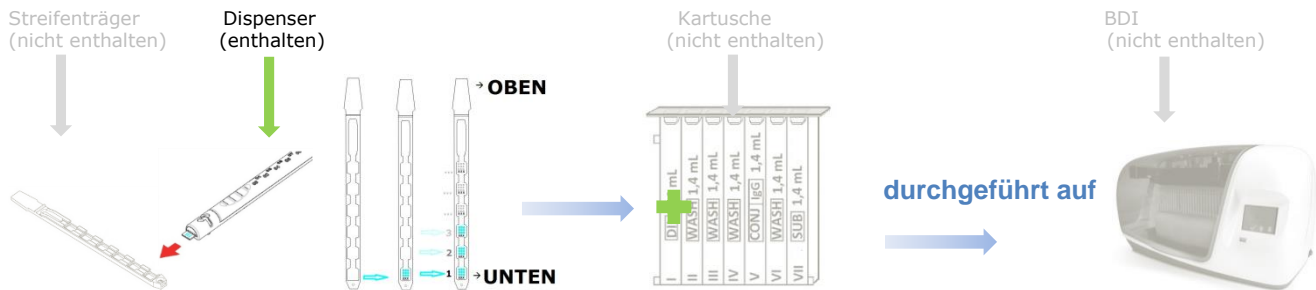 Streifenträger
(nicht enthalten)
Dispenser
(enthalten)
Kartusche
(nicht enthalten)
BDI
(nicht enthalten)
OBEN
3
2
1
UNTEN
I DI mL
II WASH 1,4 mL
III WASH 1,4 mL
IV WASH 1,4 mL
V CONJ IgG 1,4 mL
VI WASH 1,4 mL
VII SUB 1,4 mL
durchgeführt auf